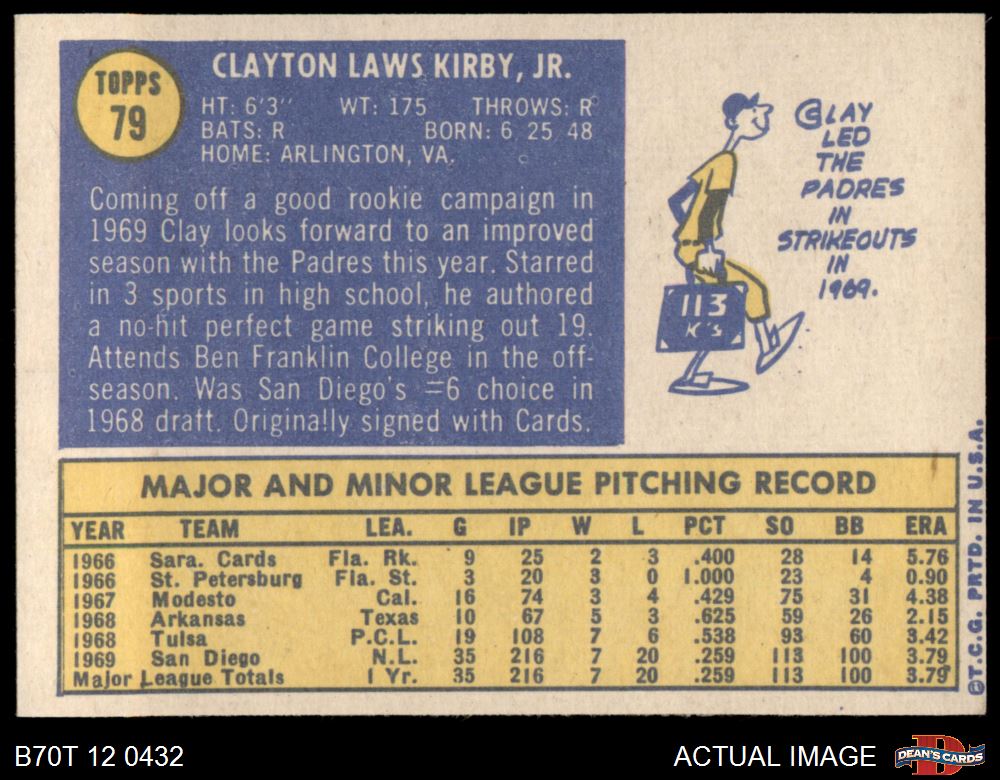 TOPPS
79
CLAYTON LAWS KIRBY, JR.
HT: 6'3" WT: 175 THROWS: R
BATS: R BORN: 6 25 48
HOME: ARLINGTON, VA.
Coming off a good rookie campaign in
1969 Clay looks forward to an improved
season with the Padres this year. Starred
in 3 sports in high school, he authored
a no-hit perfect game striking out 19.
Attends Ben Franklin College in the off-
season. Was San Diego's =6 choice in
1968 draft. Originally signed with Cards.
CLAY
LED
THE
PADRES
IN
STRIKEOUTS
IN
1969.
113
K's
MAJOR AND MINOR LEAGUE PITCHING RECORD
YEAR TEAM LEA. G IP W L PCT SO BB ERA
1966 Sara. Cards Fla. Rk. 9 25 2 3 .400 28 14 5.76
1966 St. Petersburg Fla. St. 3 20 3 0 1.000 23 4 0.90
1967 Modesto Cal. 16 74 3 4 .429 75 31 4.38
1968 Arkansas Texas 10 67 5 3 .625 59 26 2.15
1968 Tulsa P.C.L. 19 108 7 6 .538 93 60 3.42
1969 San Diego N.L. 35 216 7 20 .259 113 100 3.79
Major League Totals 1 Yr. 35 216 7 20 .259 113 100 3.79
©T.C.G. PRTD. IN U.S.A.
B70T 12 0432
ACTUAL IMAGE
D
DEAN'S CARDS